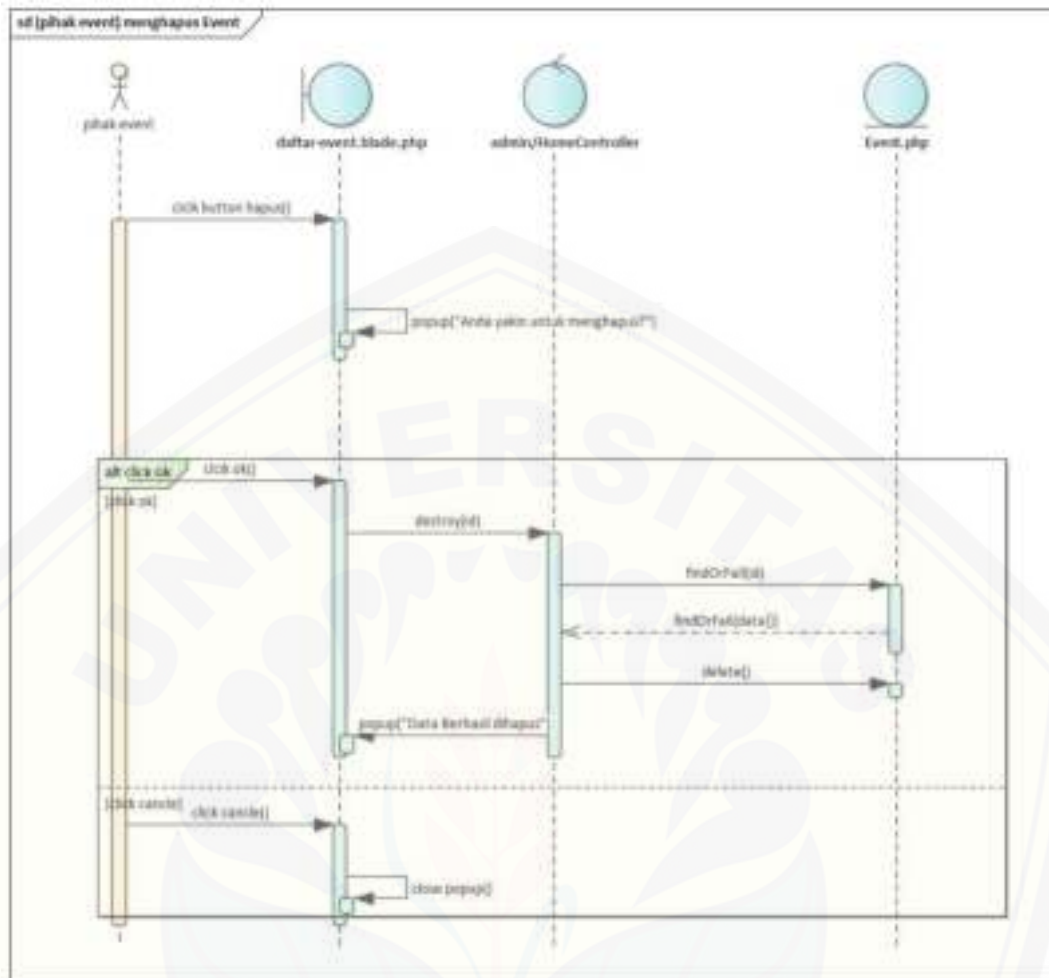 sd [pihak event] menghapus Event
pihak event
daftar-event.blade.php
admin/HomeController
Event.php
click button hapus()
popup("Anda yakin untuk menghapus?")
alt click ok
click ok()
[click ok]
destroy(id)
findOrFail(id)
findOrFail(data[])
delete()
popup("Data Berhasil dihapus"
[click cancle]
click cancle()
close popup()
UNIVERSITAS